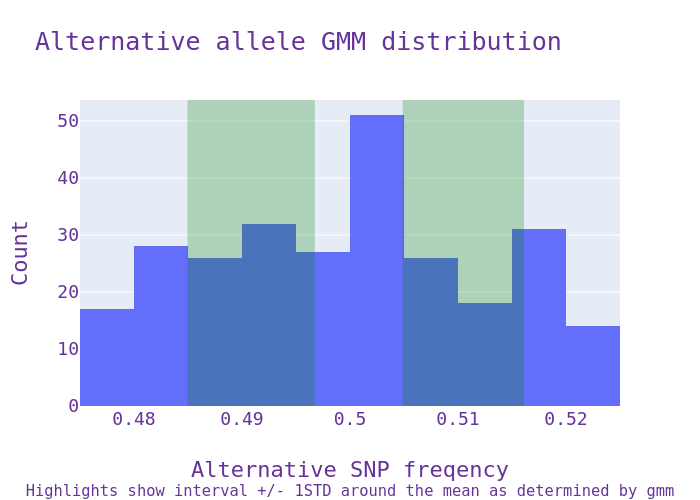 Alternative allele GMM distribution
Count
50
40
30
20
10
0
0.48 0.49 0.5 0.51 0.52
Alternative SNP freqency
Highlights show interval +/- 1STD around the mean as determined by gmm